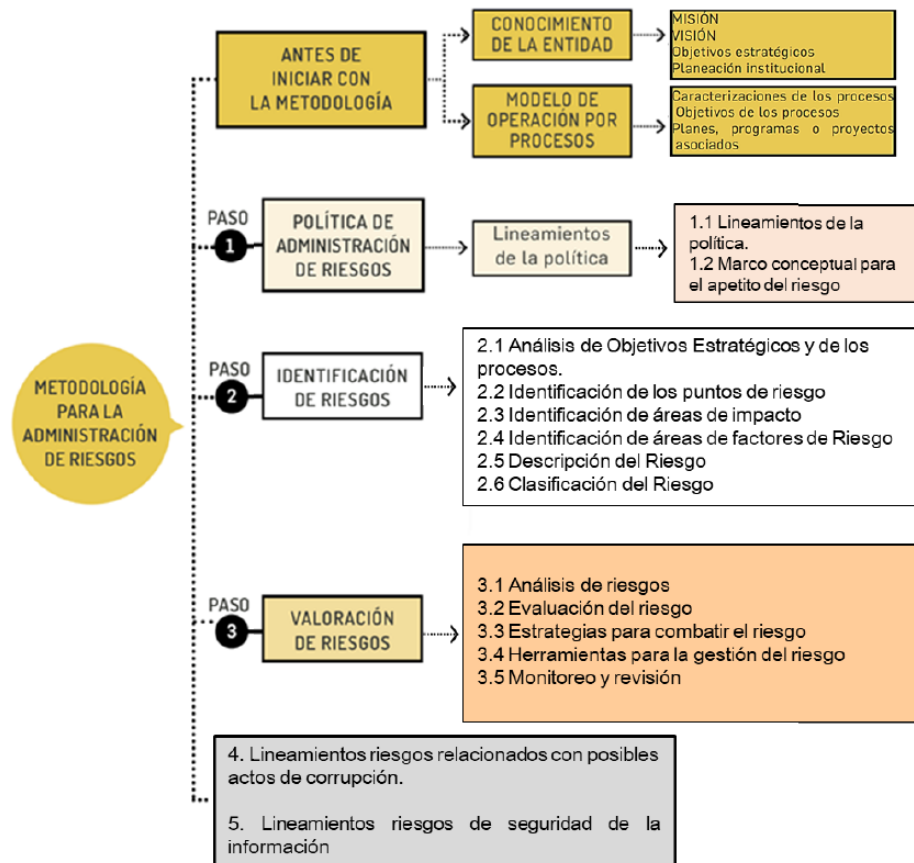 ANTES DE
INICIAR CON
LA METODOLOGÍA
CONOCIMIENTO
DE LA ENTIDAD
MISIÓN
VISIÓN
Objetivos estratégicos
Planeación institucional
MODELO DE
OPERACIÓN POR
PROCESOS
Caracterizaciones de los procesos
Objetivos de los procesos
Planes, programas o proyectos
asociados
PASO
1
POLÍTICA DE
ADMINISTRACIÓN
DE RIESGOS
Lineamientos
de la política
1.1 Lineamientos de la
política.
1.2 Marco conceptual para
el apetito del riesgo
METODOLOGÍA
PARA LA
ADMINISTRACIÓN
DE RIESGOS
PASO
2
IDENTIFICACIÓN
DE RIESGOS
2.1 Análisis de Objetivos Estratégicos y de los
procesos.
2.2 Identificación de los puntos de riesgo
2.3 Identificación de áreas de impacto
2.4 Identificación de áreas de factores de Riesgo
2.5 Descripción del Riesgo
2.6 Clasificación del Riesgo
PASO
3
VALORACIÓN
DE RIESGOS
3.1 Análisis de riesgos
3.2 Evaluación del riesgo
3.3 Estrategias para combatir el riesgo
3.4 Herramientas para la gestión del riesgo
3.5 Monitoreo y revisión
4. Lineamientos riesgos relacionados con posibles
actos de corrupción.
5. Lineamientos riesgos de seguridad de la
información